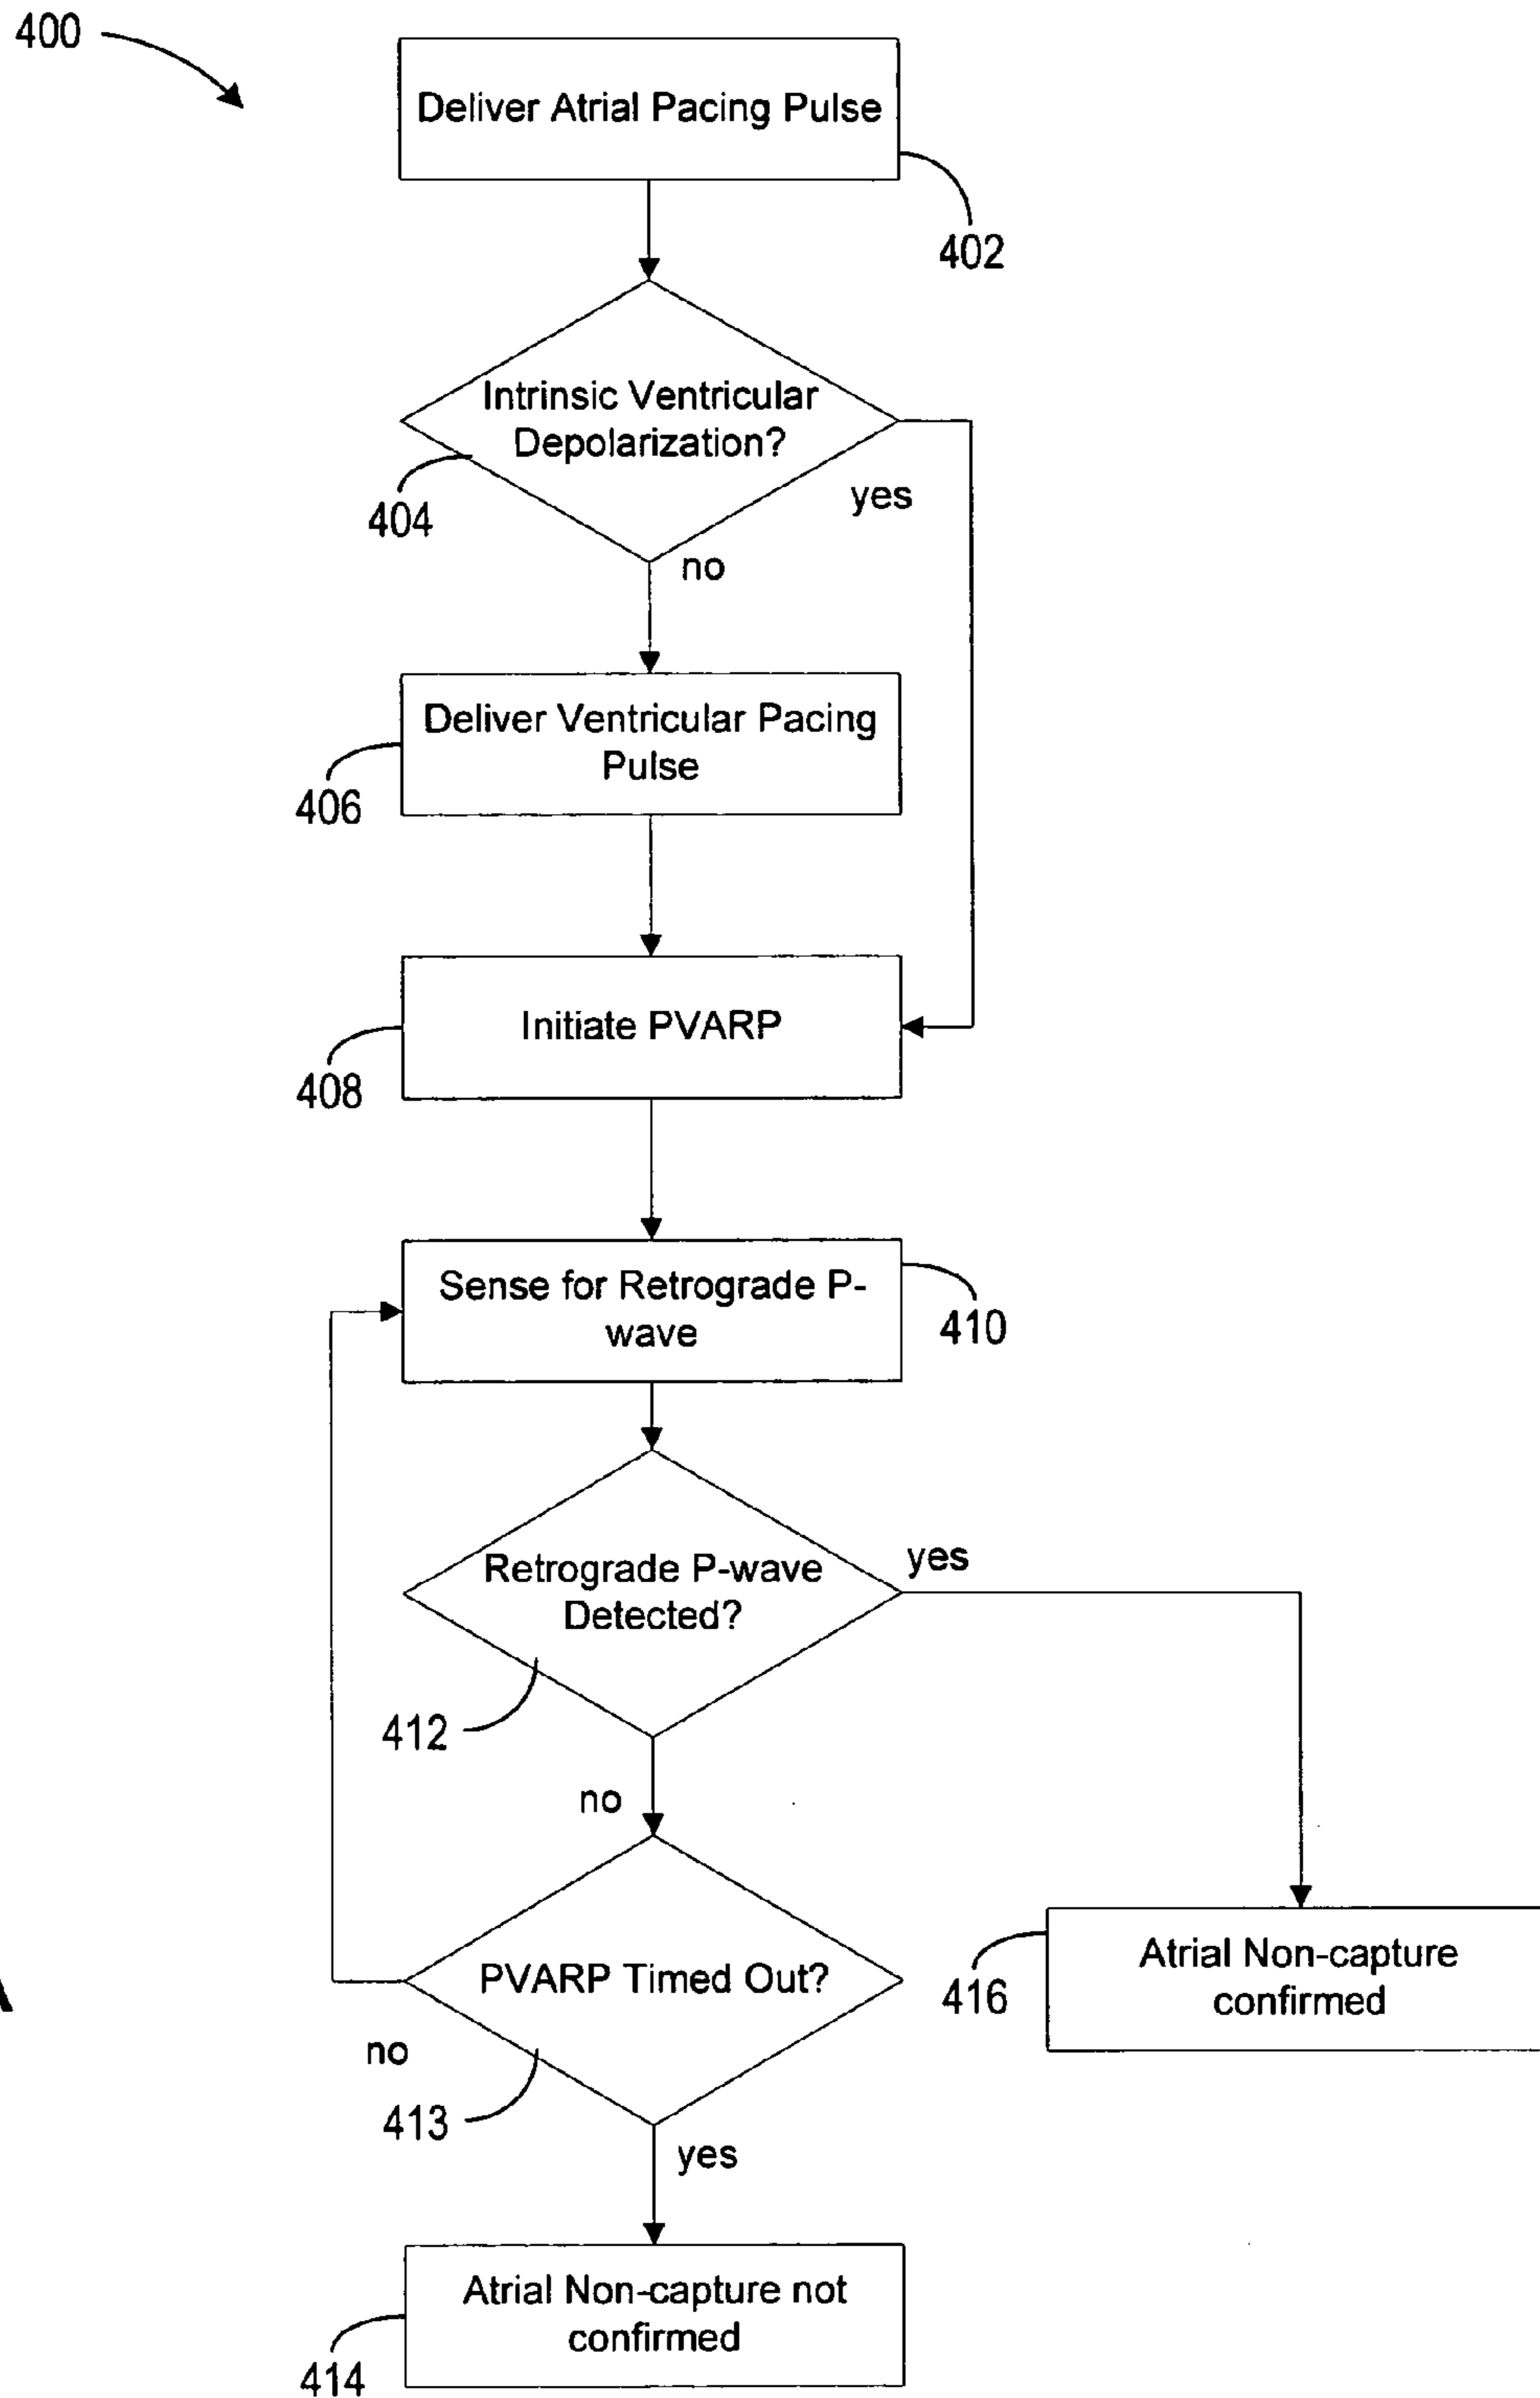 400
Deliver Atrial Pacing Pulse
402
Intrinsic Ventricular
Depolarization?
404
yes
no
Deliver Ventricular Pacing
Pulse
406
Initiate PVARP
408
Sense for Retrograde P-
wave
410
Retrograde P-wave
Detected?
yes
412
no
PVARP Timed Out?
Atrial Non-capture
confirmed
416
no
413
yes
Atrial Non-capture not
confirmed
414